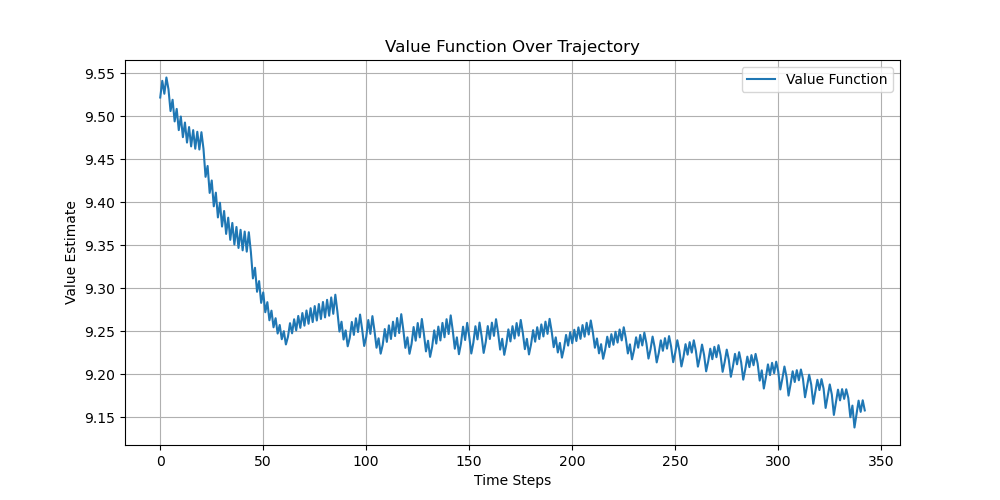 Value Function Over Trajectory
Value Function
Value Estimate
9.55
9.50
9.45
9.40
9.35
9.30
9.25
9.20
9.15
0 50 100 150 200 250 300 350
Time Steps